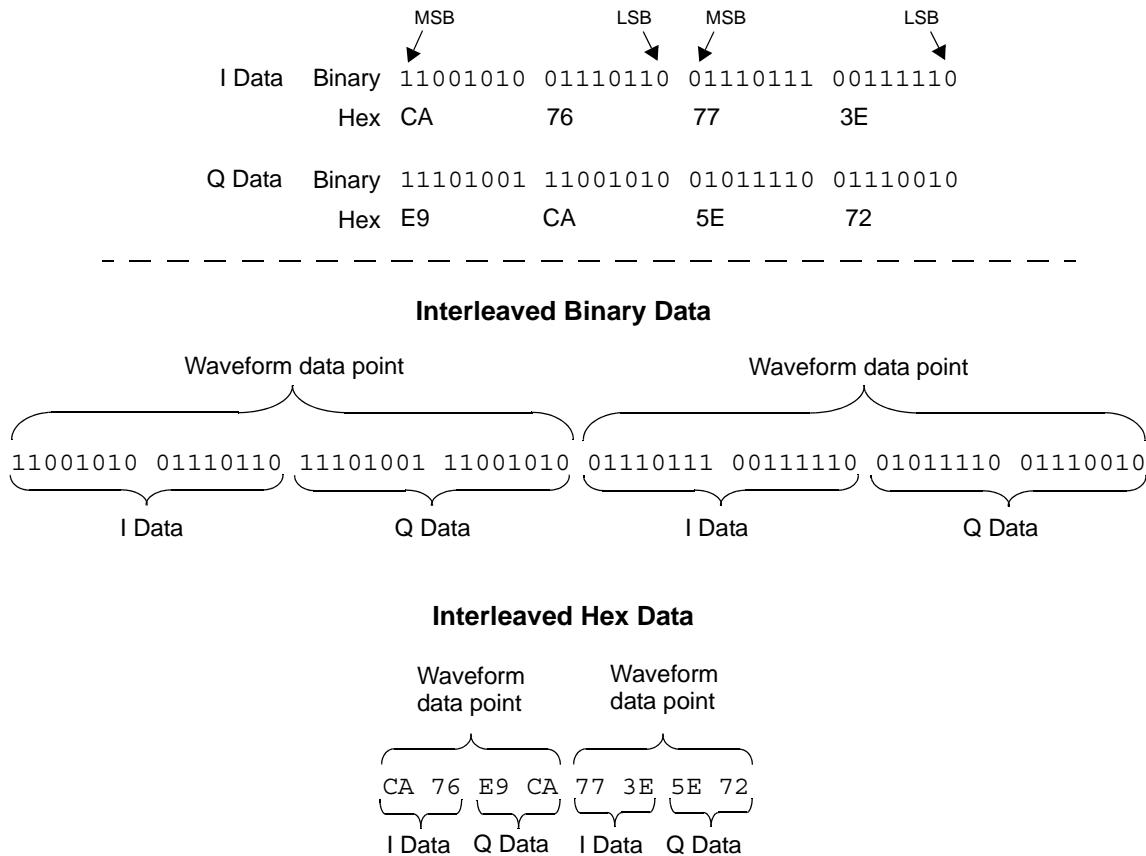 MSB LSB MSB LSB
I Data Binary 11001010 01110110 01110111 00111110
Hex CA 76 77 3E
Q Data Binary 11101001 11001010 01011110 01110010
Hex E9 CA 5E 72
Interleaved Binary Data
Waveform data point Waveform data point
11001010 01110110 11101001 11001010 01110111 00111110 01011110 01110010
I Data Q Data I Data Q Data
Interleaved Hex Data
Waveform Waveform
data point data point
CA 76 E9 CA 77 3E 5E 72
I Data Q Data I Data Q Data